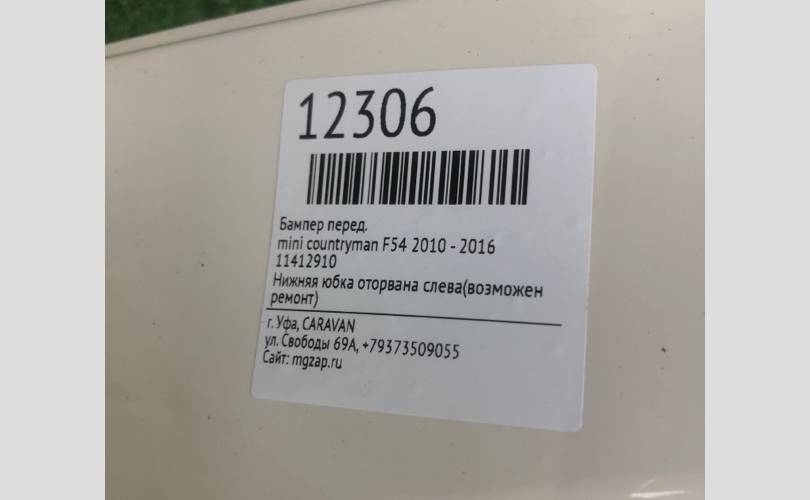 12306
Бампер перед.
mini countryman F54 2010 - 2016
11412910
Нижняя юбка оторвана слева(возможен
ремонт)
г. Уфа, CARAVAN
ул. Свободы 69А, +79373509055
Сайт: mgzap.ru